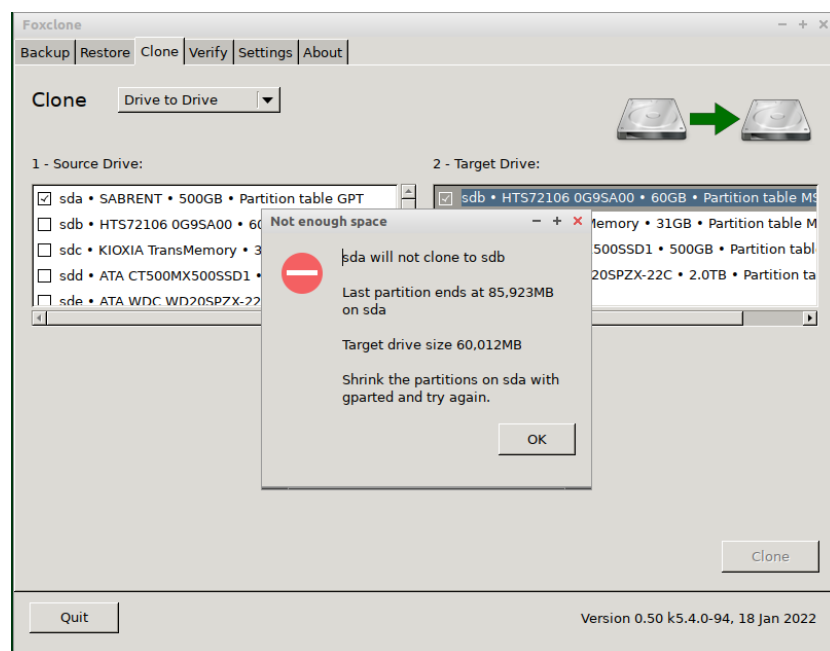 Foxclone
Backup Restore Clone Verify Settings About
Clone Drive to Drive
1 - Source Drive:
2 - Target Drive:
sda • SABRENT • 500GB • Partition table GPT
sdb • HTS72106 0G9SA00 • 60
sdc • KIOXIA TransMemory • 3
sdd • ATA CT500MX500SSD1 •
sde • ATA WDC WD20SPZX-22
sdb • HTS72106 0G9SA00 • 60GB • Partition table MS
Memory • 31GB • Partition table M
500SSD1 • 500GB • Partition tabl
20SPZX-22C • 2.0TB • Partition ta
Not enough space
sda will not clone to sdb
Last partition ends at 85,923MB
on sda
Target drive size 60,012MB
Shrink the partitions on sda with
gparted and try again.
OK
Clone
Quit
Version 0.50 k5.4.0-94, 18 Jan 2022